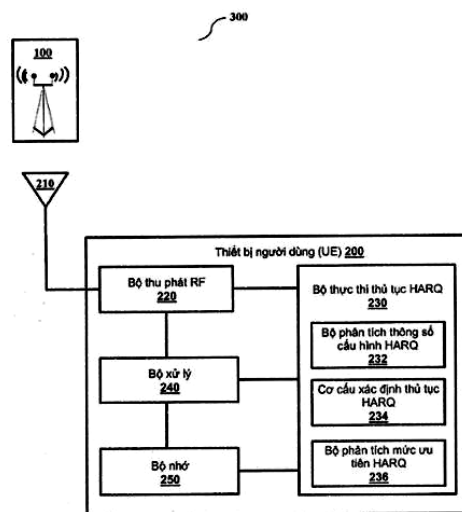 300
100
210
Thiết bị người dùng (UE) 200
Bộ thu phát RF
220
Bộ thực thi thủ tục HARQ
230
Bộ phân tích thông số
cấu hình HARQ
232
Bộ xử lý
240
Cơ cấu xác định thủ tục
HARQ
234
Bộ nhớ
250
Bộ phân tích mức ưu
tiên HARQ
236